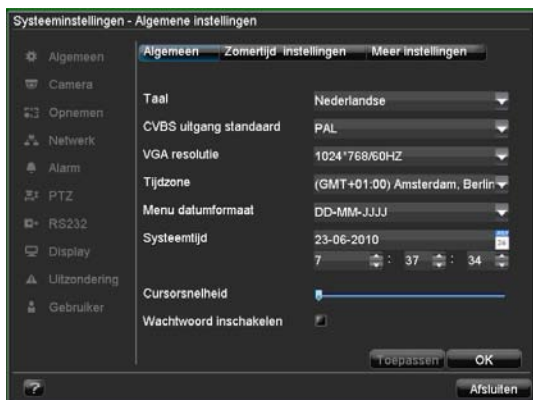 Systeeminstellingen - Algemene instellingen
Algemeen
Camera
Opnemen
Netwerk
Alarm
PTZ
RS232
Display
Uitzondering
Gebruiker
Algemeen Zomertijd instellingen Meer instellingen
Taal Nederlandse
CVBS uitgang standaard PAL
VGA resolutie 1024*768/60HZ
Tijdzone (GMT+01:00) Amsterdam, Berlin
Menu datumformaat DD-MM-JJJJ
Systeemtijd 23-06-2010
7 : 37 : 34
Cursorsnelheid
Wachtwoord inschakelen
Toepassen OK
? Afsluiten